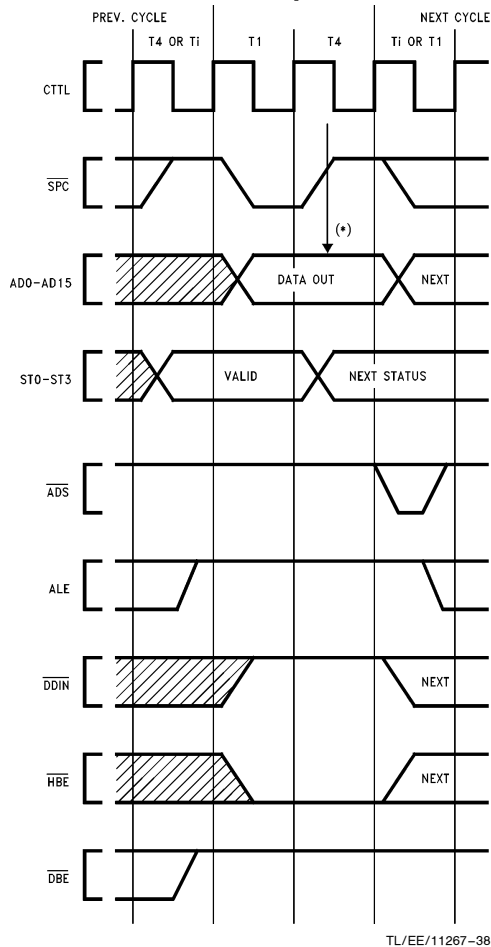 PREV. CYCLE NEXT CYCLE
T4 OR Ti T1 T4 Ti OR T1
CTTL
SPC
(*)
AD0-AD15 DATA OUT NEXT
ST0-ST3 VALID NEXT STATUS
ADS
ALE
DDIN NEXT
HBE NEXT
DBE
TL/EE/11267-38